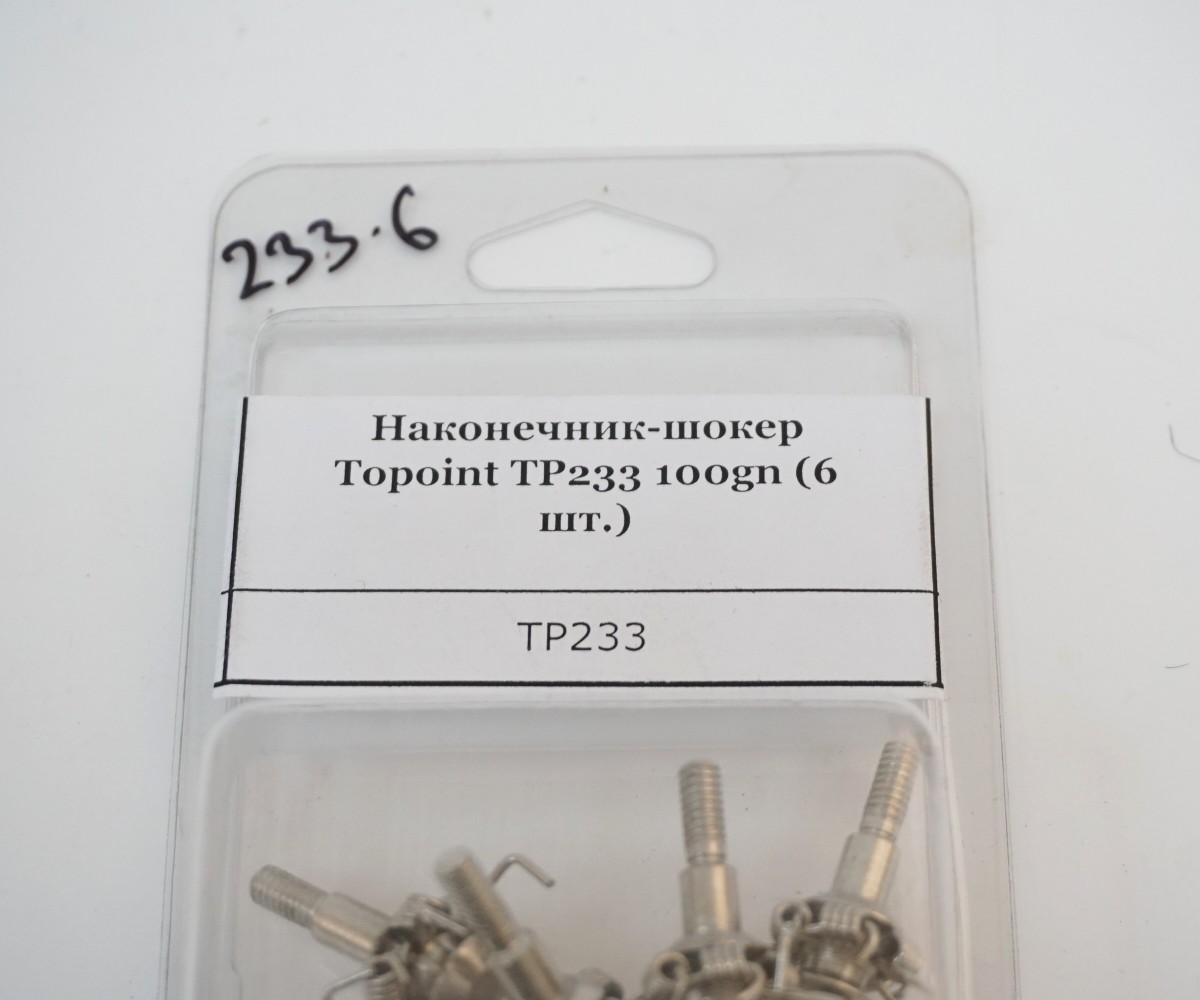 233.6
Наконечник-шокер
Topoint TP233 100gn (6
шт.)
TP233